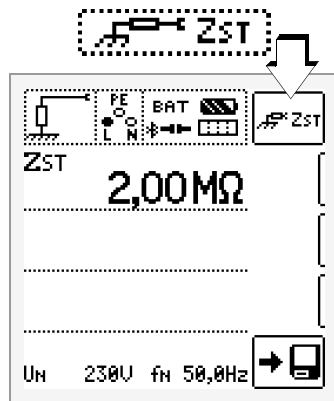 ZST
PE
BAT
L N
ZST
ZST
2,00MΩ
UN 230V fN 50,0Hz